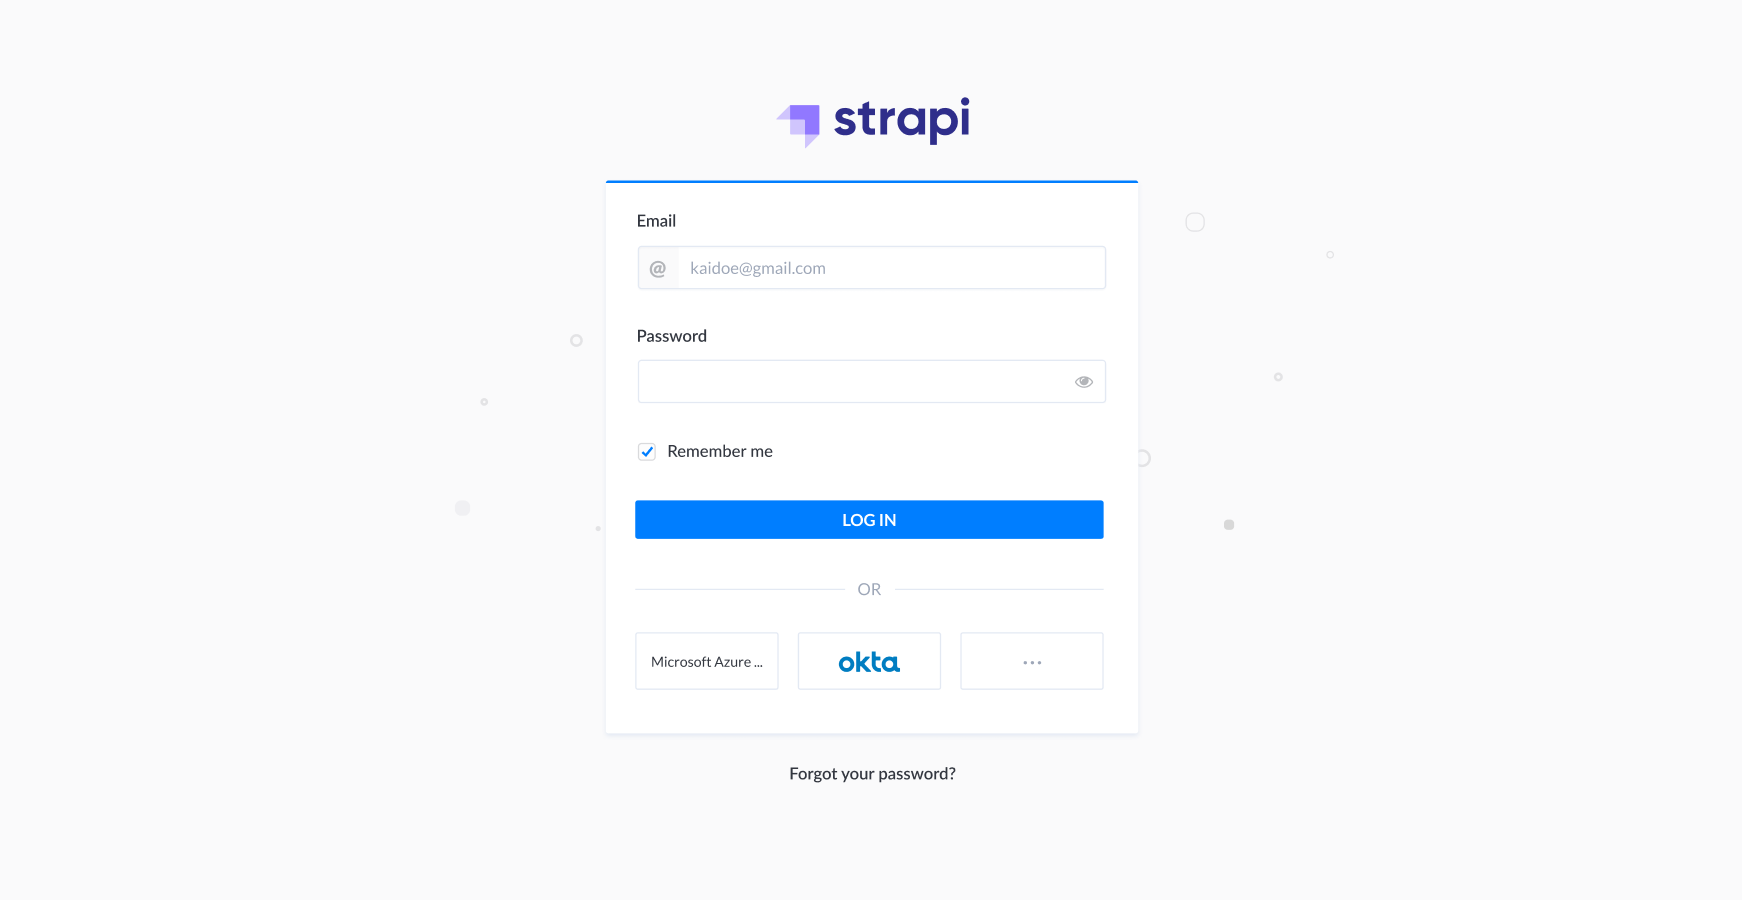 strapi
Email
@ kaidoe@gmail.com
Password
Remember me
LOG IN
OR
Microsoft Azure ...
okta
...
Forgot your password?